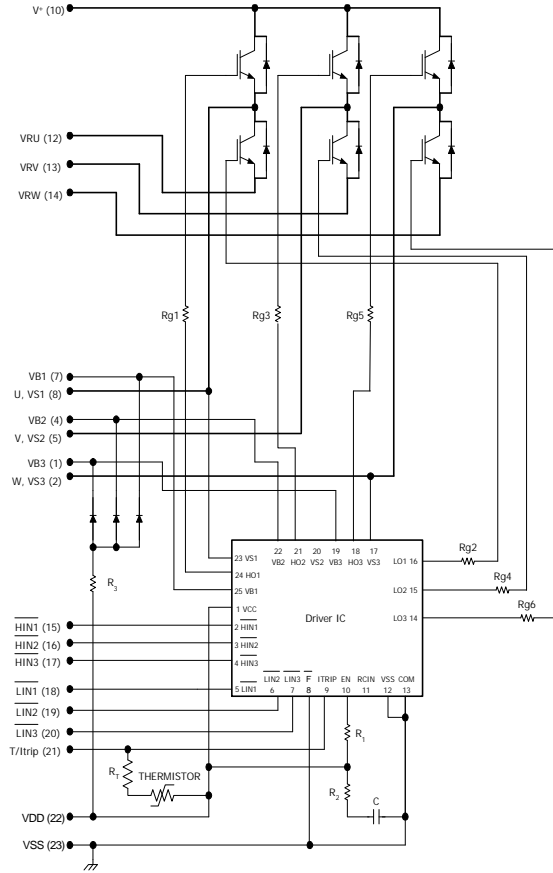 V⁺ (10)
VRU (12)
VRV (13)
VRW (14)
Rg1
Rg3
Rg5
VB1 (7)
U, VS1 (8)
VB2 (4)
V, VS2 (5)
VB3 (1)
W, VS3 (2)
22 21 20 19 18 17
VB2 HO2 VS2 VB3 HO3 VS3
23 VS1
24 HO1
25 VB1
1 VCC
2 HIN1
3 HIN2
4 HIN3
5 LIN1
Driver IC
LO1 16
LO2 15
LO3 14
Rg2
Rg4
Rg6
R3
HIN1 (15)
HIN2 (16)
HIN3 (17)
LIN1 (18)
LIN2 (19)
LIN3 (20)
T/Itrip (21)
LIN2 LIN3 F ITRIP EN RCIN VSS COM
6 7 8 9 10 11 12 13
R1
RT
THERMISTOR
R2
C
VDD (22)
VSS (23)